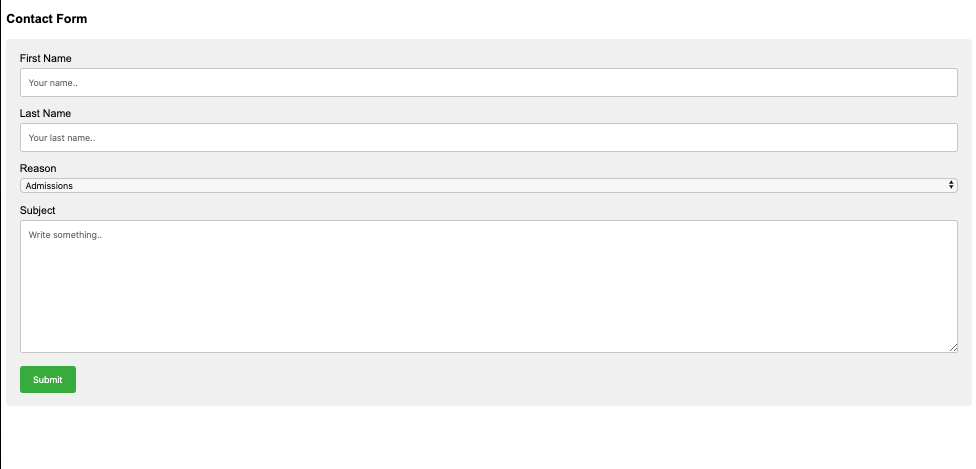 Contact Form
First Name
Your name..
Last Name
Your last name..
Reason
Admissions
Subject
Write something..
Submit